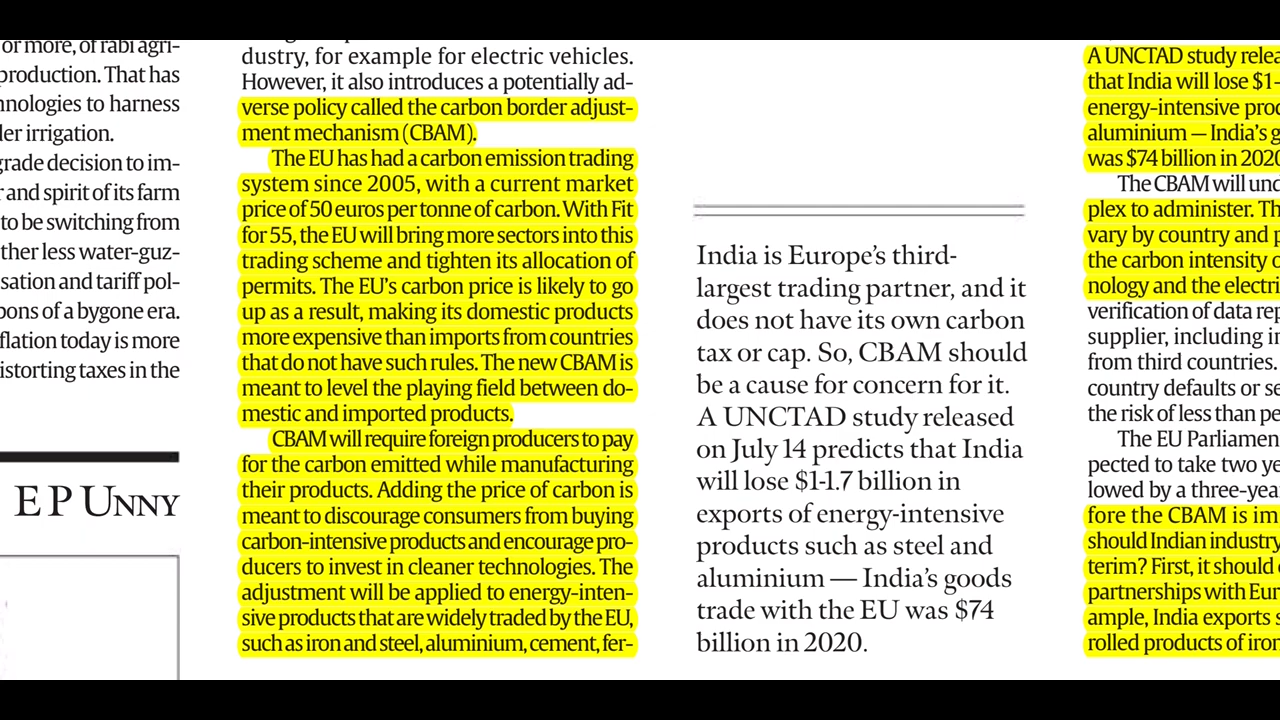 or more, of rabi agri-
production. That has
nologies to harness
er irrigation.
grade decision to im-
r and spirit of its farm
to be switching from
ther less water-guz-
sation and tariff pol-
ons of a bygone era.
flation today is more
istorting taxes in the
E P UNNY
dustry, for example for electric vehicles.
However, it also introduces a potentially ad-
verse policy called the carbon border adjust-
ment mechanism (CBAM).
The EU has had a carbon emission trading
system since 2005, with a current market
price of 50 euros per tonne of carbon. With Fit
for 55, the EU will bring more sectors into this
trading scheme and tighten its allocation of
permits. The EU's carbon price is likely to go
up as a result, making its domestic products
more expensive than imports from countries
that do not have such rules. The new CBAM is
meant to level the playing field between do-
mestic and imported products.
CBAM will require foreign producers to pay
for the carbon emitted while manufacturing
their products. Adding the price of carbon is
meant to discourage consumers from buying
carbon-intensive products and encourage pro-
ducers to invest in cleaner technologies. The
adjustment will be applied to energy-inten-
sive products that are widely traded by the EU,
such as iron and steel, aluminium, cement, fer-
India is Europe's third-
largest trading partner, and it
does not have its own carbon
tax or cap. So, CBAM should
be a cause for concern for it.
A UNCTAD study released
on July 14 predicts that India
will lose $1-1.7 billion in
exports of energy-intensive
products such as steel and
aluminium — India's goods
trade with the EU was $74
billion in 2020.
A UNCTAD study relea
that India will lose $1-
energy-intensive prod
aluminium — India's g
was $74 billion in 2020
The CBAM will und
plex to administer. Th
vary by country and p
the carbon intensity o
nology and the electri
verification of data rep
supplier, including in
from third countries.
country defaults or se
the risk of less than pe
The EU Parliamen
pected to take two ye
lowed by a three-yea
fore the CBAM is im
should Indian industry
terim? First, it should
partnerships with Eur
ample, India exports s
rolled products of iron